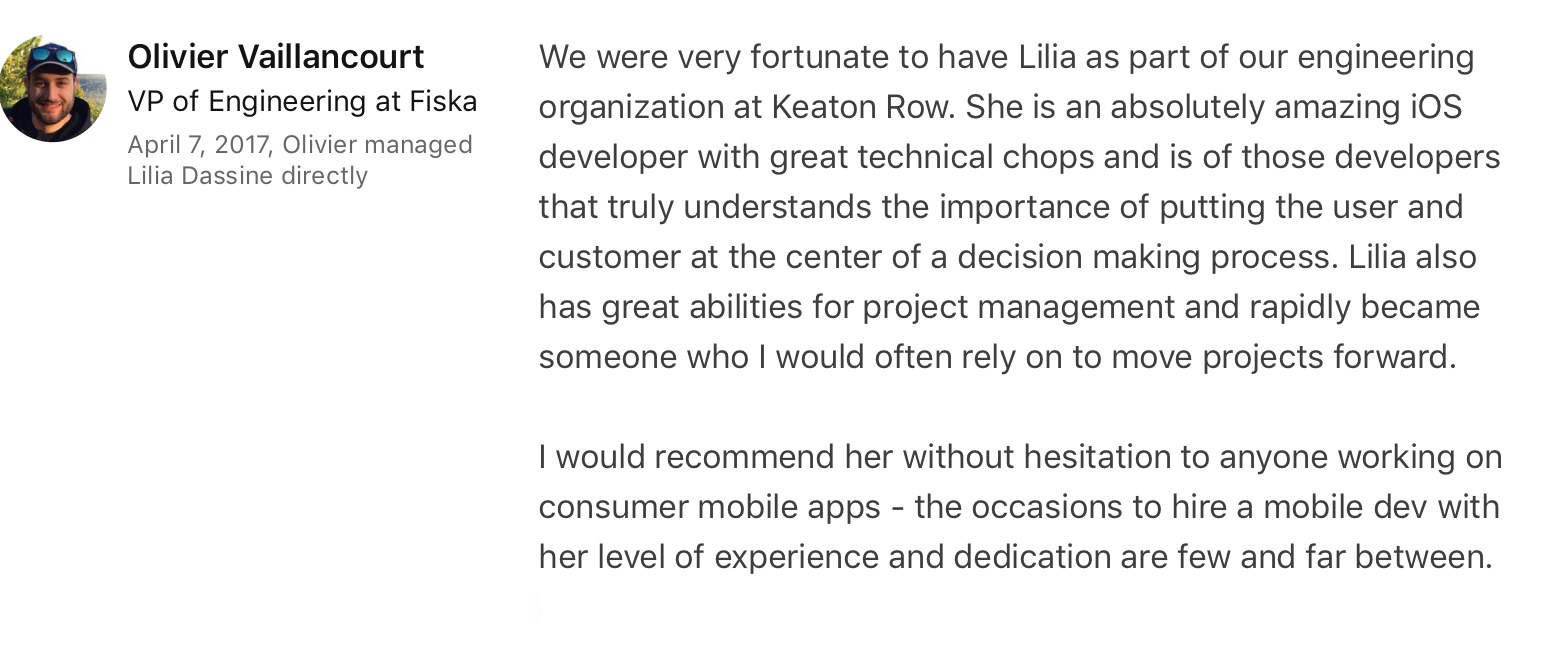 Olivier Vaillancourt
VP of Engineering at Fiska
April 7, 2017, Olivier managed
Lilia Dassine directly
We were very fortunate to have Lilia as part of our engineering
organization at Keaton Row. She is an absolutely amazing iOS
developer with great technical chops and is of those developers
that truly understands the importance of putting the user and
customer at the center of a decision making process. Lilia also
has great abilities for project management and rapidly became
someone who I would often rely on to move projects forward.
I would recommend her without hesitation to anyone working on
consumer mobile apps - the occasions to hire a mobile dev with
her level of experience and dedication are few and far between.